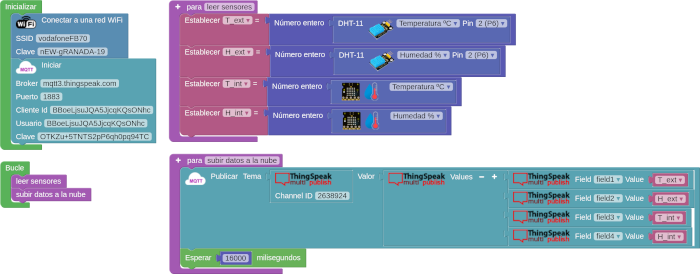 Inicializar
WiFi Conectar a una red WiFi
SSID vodafoneFB70
Clave nEW-gRANADA-19
MQTT Iniciar
Broker mqtt3.thingspeak.com
Puerto 1883
Cliente Id BBoeLjsuJQA5JjcqKQsONhc
Usuario BBoeLjsuJQA5JjcqKQsONhc
Clave OTKZu+5TNTS2pP6qh0pq94TC
Bucle
leer sensores
subir datos a la nube
para leer sensores
Establecer T_ext = Número entero DHT-11 Temperatura ºC Pin 2 (P6)
Establecer H_ext = Número entero DHT-11 Humedad % Pin 2 (P6)
Establecer T_int = Número entero Temperatura ºC
Establecer H_int = Número entero Humedad %
para subir datos a la nube
MQTT Publicar Tema ThingSpeak multi publish Channel ID 2638924 Valor ThingSpeak multi publish Values − +
ThingSpeak multi publish Field field1 Value T_ext
ThingSpeak multi publish Field field2 Value H_ext
ThingSpeak multi publish Field field3 Value T_int
ThingSpeak multi publish Field field4 Value H_int
Esperar 16000 milisegundos